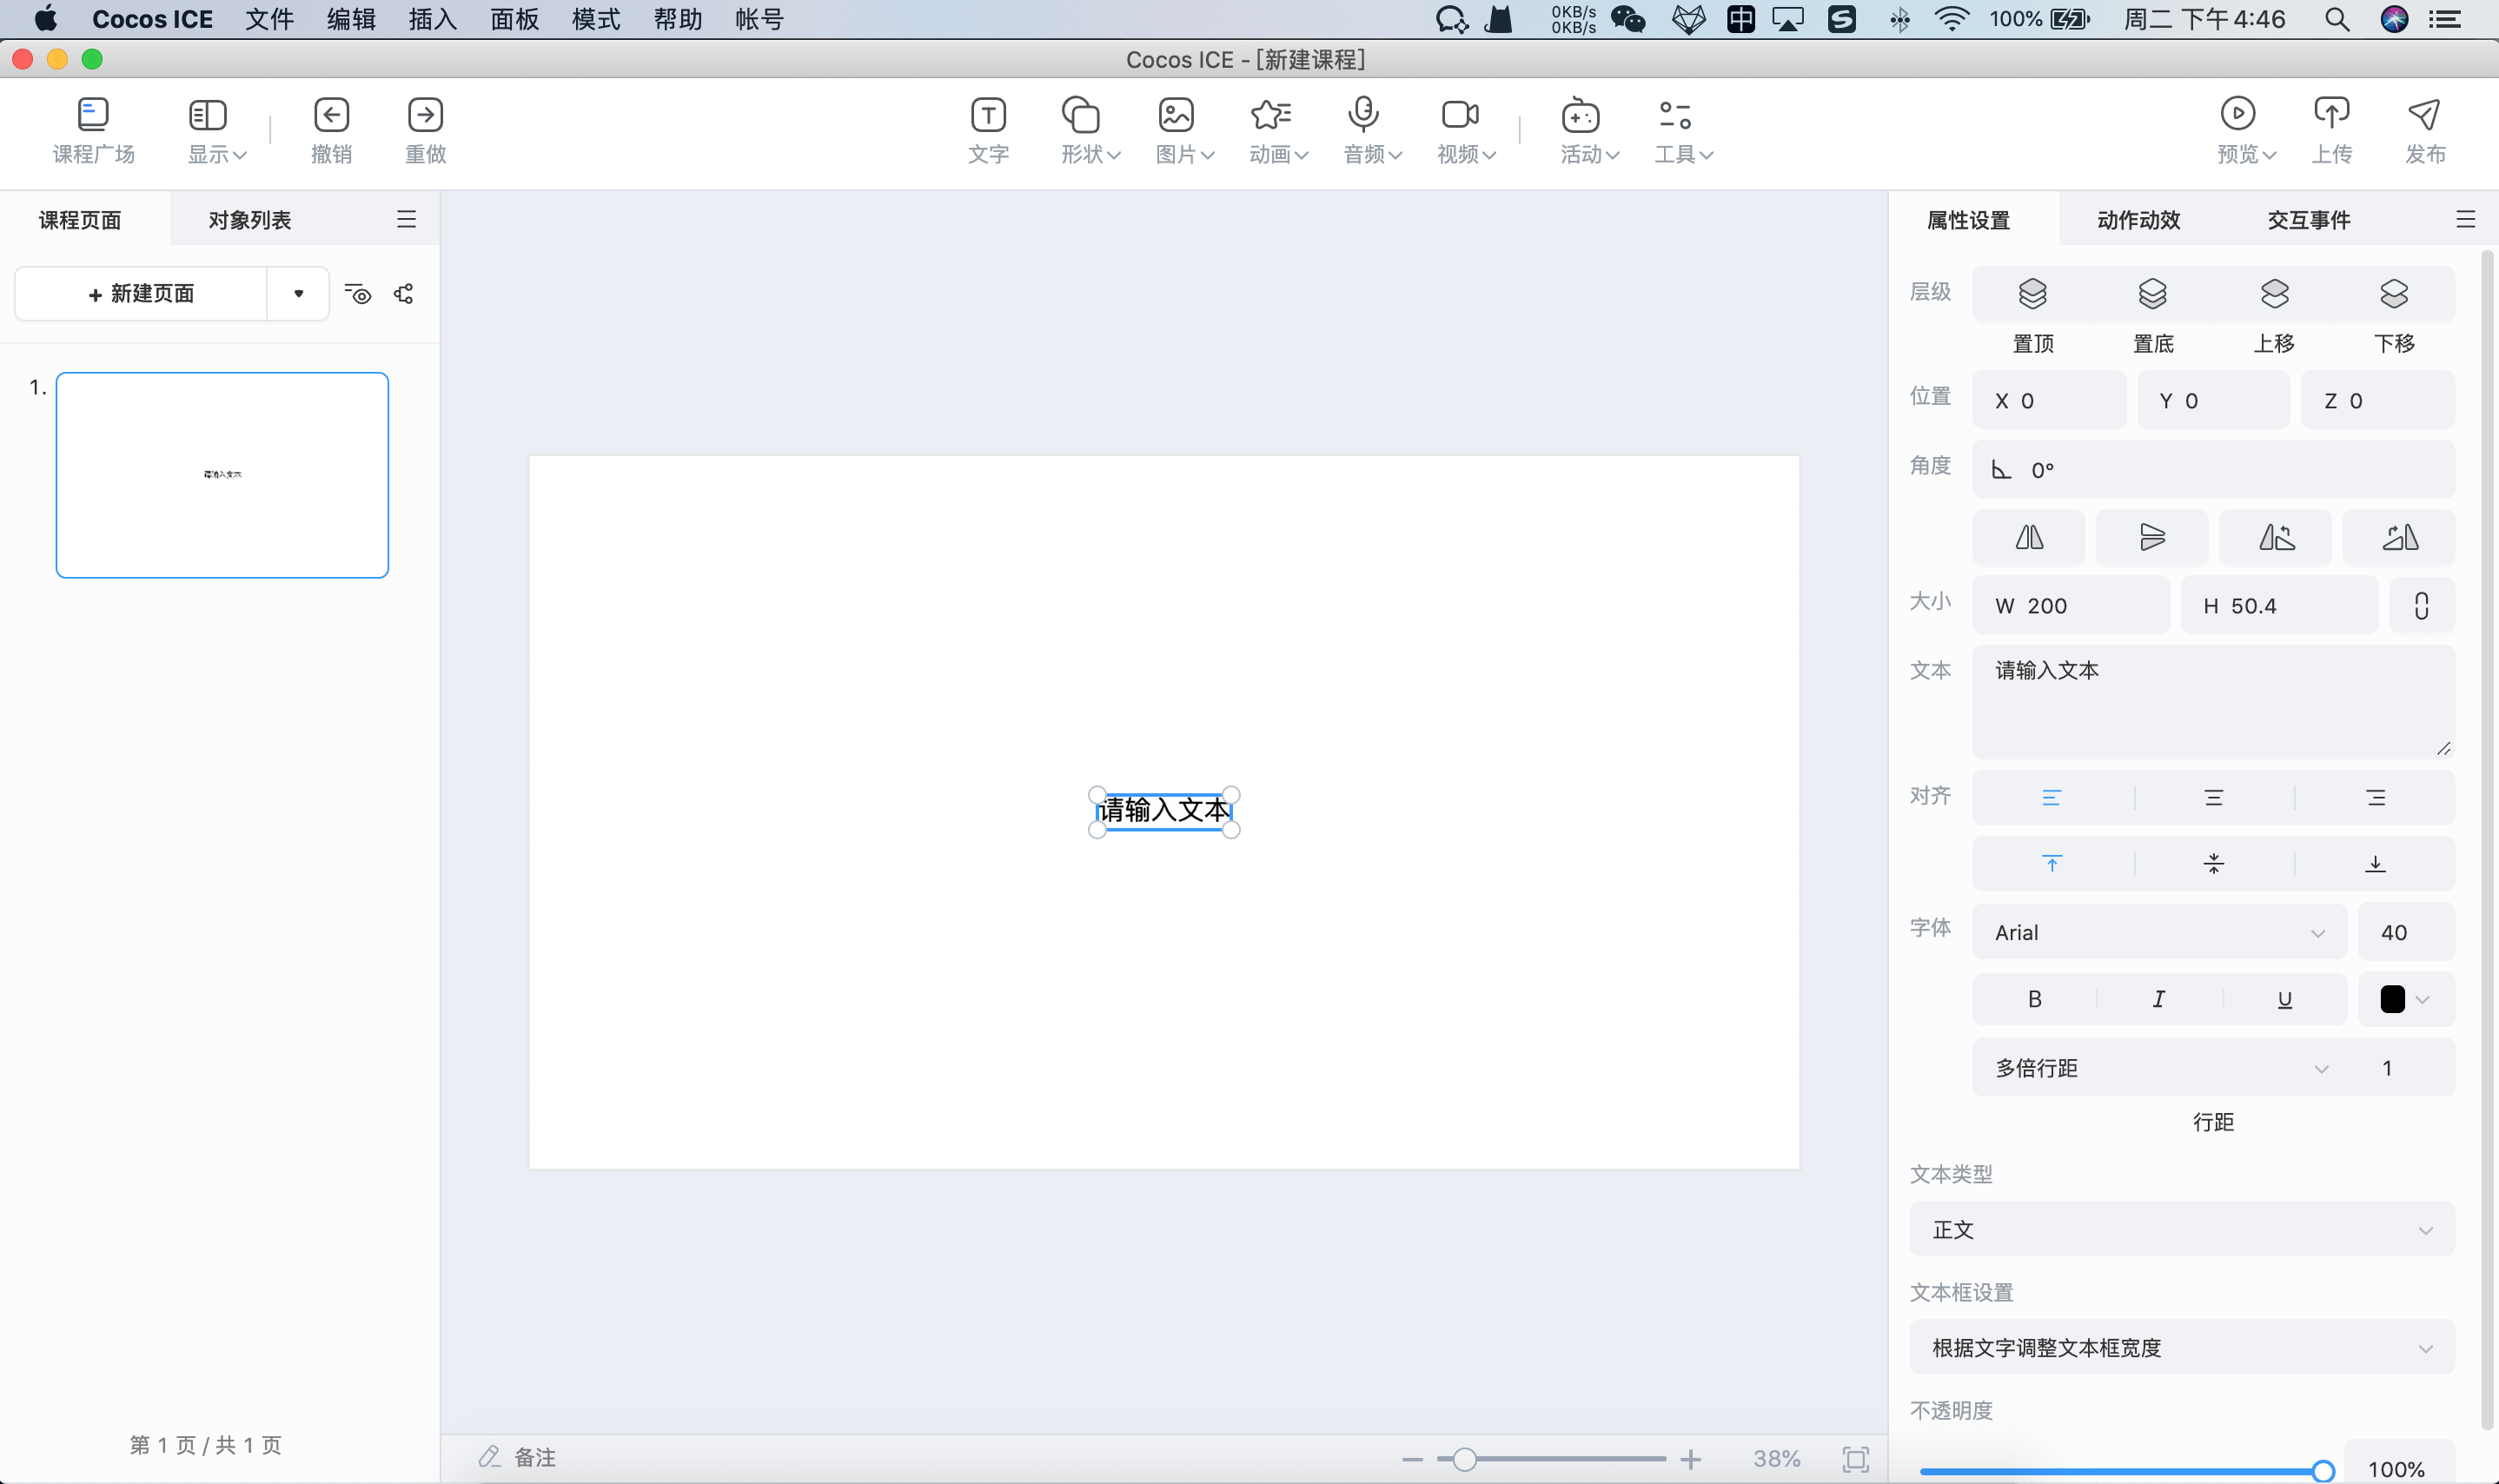 Cocos ICE 文件 编辑 插入 面板 模式 帮助 帐号 0KB/s 0KB/s 中 S 100% 周二 下午 4:46
Cocos ICE - [新建课程]
课程广场 显示 撤销 重做 文字 形状 图片 动画 音频 视频 活动 工具 预览 上传 发布
课程页面 对象列表
+ 新建页面
1.
请输入文本
第 1 页 / 共 1 页
请输入文本
备注 38%
属性设置 动作动效 交互事件
层级
置顶 置底 上移 下移
位置 X 0 Y 0 Z 0
角度 0°
大小 W 200 H 50.4
文本 请输入文本
对齐
字体 Arial 40
B I U
多倍行距 1
行距
文本类型
正文
文本框设置
根据文字调整文本框宽度
不透明度
100%